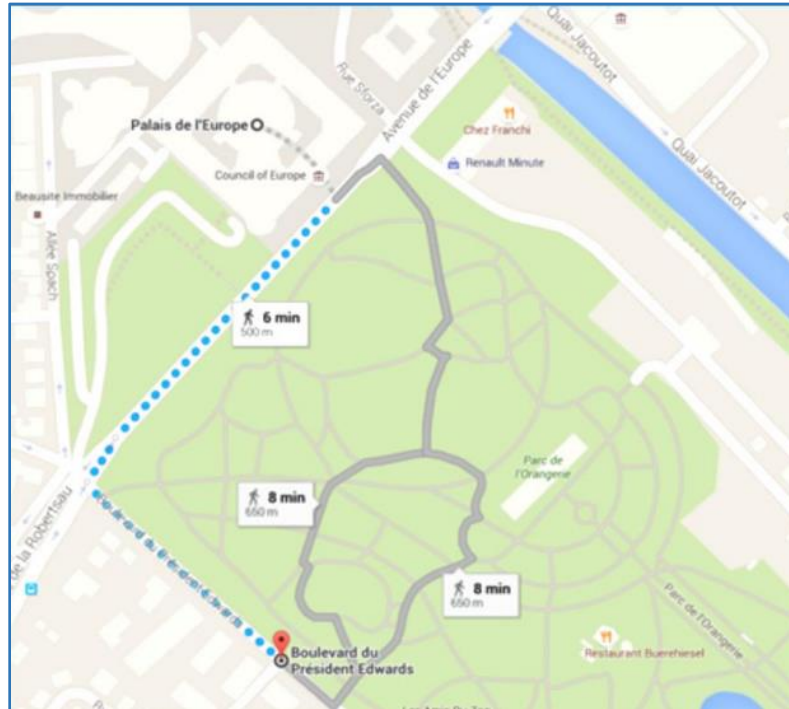 Quai Jacoutot
Rue Sforza
Avenue de l'Europe
Palais de l'Europe
Chez Franchi
Council of Europe
Renault Minute
Quai Jacoutot
Beausite Immobilier
Allée Spach
6 min
500 m
Parc de
l'Orangerie
8 min
650 m
de la Robertsau
8 min
650 m
Parc de l'Orangerie
Boulevard du
Président Edwards
Restaurant Buerehiesel